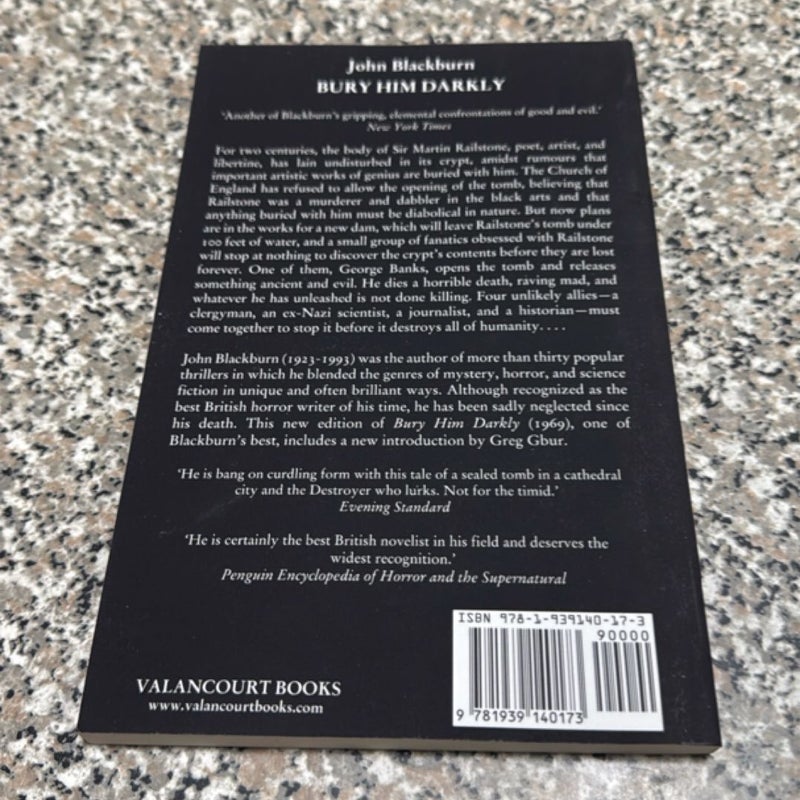 John Blackburn
BURY HIM DARKLY
'Another of Blackburn's gripping, elemental confrontations of good and evil.'
New York Times
For two centuries, the body of Sir Martin Railstone, poet, artist, and
libertine, has lain undisturbed in its crypt, amidst rumours that
important artistic works of genius are buried with him. The Church of
England has refused to allow the opening of the tomb, believing that
Railstone was a murderer and dabbler in the black arts and that
anything buried with him must be diabolical in nature. But now plans
are in the works for a new dam, which will leave Railstone's tomb under
100 feet of water, and a small group of fanatics obsessed with Railstone
will stop at nothing to discover the crypt's contents before they are lost
forever. One of them, George Banks, opens the tomb and releases
something ancient and evil. He dies a horrible death, raving mad, and
whatever he has unleashed is not done killing. Four unlikely allies—a
clergyman, an ex-Nazi scientist, a journalist, and a historian—must
come together to stop it before it destroys all of humanity. . . .
John Blackburn (1923-1993) was the author of more than thirty popular
thrillers in which he blended the genres of mystery, horror, and science
fiction in unique and often brilliant ways. Although recognized as the
best British horror writer of his time, he has been sadly neglected since
his death. This new edition of Bury Him Darkly (1969), one of
Blackburn's best, includes a new introduction by Greg Gbur.
'He is bang on curdling form with this tale of a sealed tomb in a cathedral
city and the Destroyer who lurks. Not for the timid.'
Evening Standard
'He is certainly the best British novelist in his field and deserves the
widest recognition.'
Penguin Encyclopedia of Horror and the Supernatural
ISBN 978-1-939140-17-3
90000
9 781939 140173
VALANCOURT BOOKS
www.valancourtbooks.com